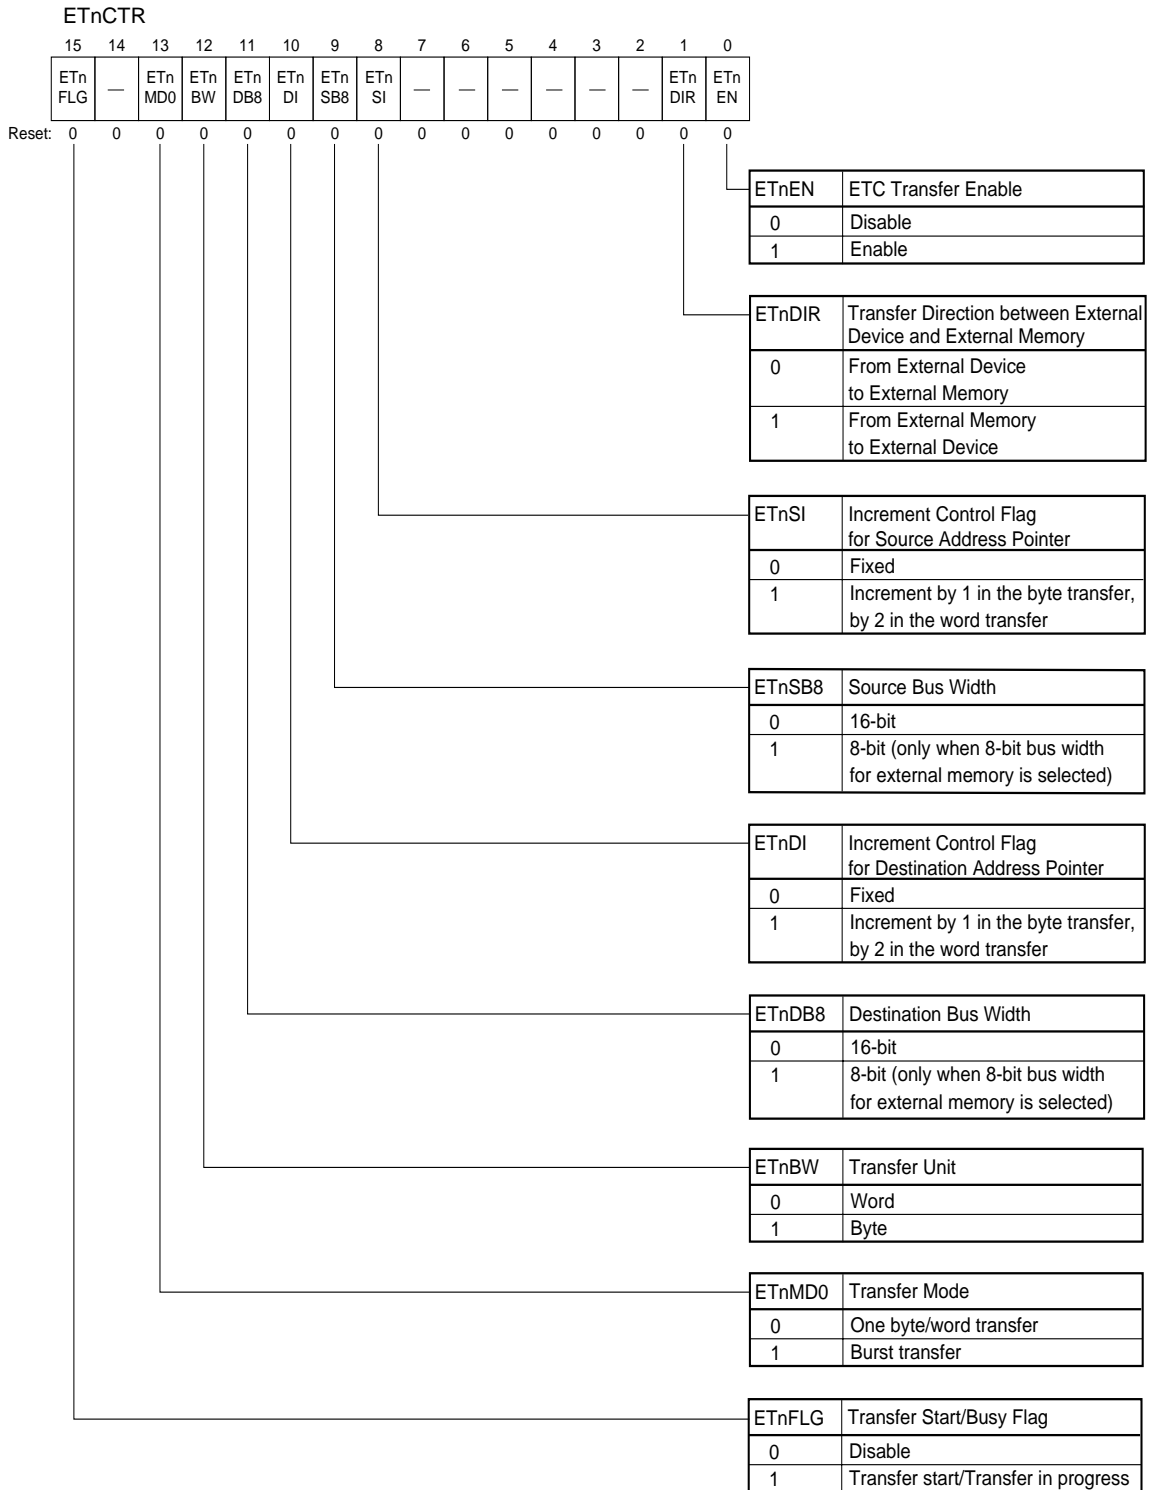 ETnCTR
15 14 13 12 11 10 9 8 7 6 5 4 3 2 1 0
ETn FLG — ETn MD0 ETn BW ETn DB8 ETn DI ETn SB8 ETn SI — — — — — — ETn DIR ETn EN
Reset: 0 0 0 0 0 0 0 0 0 0 0 0 0 0 0 0
ETnEN ETC Transfer Enable
0 Disable
1 Enable
ETnDIR Transfer Direction between External
Device and External Memory
0 From External Device
to External Memory
1 From External Memory
to External Device
ETnSI Increment Control Flag
for Source Address Pointer
0 Fixed
1 Increment by 1 in the byte transfer,
by 2 in the word transfer
ETnSB8 Source Bus Width
0 16-bit
1 8-bit (only when 8-bit bus width
for external memory is selected)
ETnDI Increment Control Flag
for Destination Address Pointer
0 Fixed
1 Increment by 1 in the byte transfer,
by 2 in the word transfer
ETnDB8 Destination Bus Width
0 16-bit
1 8-bit (only when 8-bit bus width
for external memory is selected)
ETnBW Transfer Unit
0 Word
1 Byte
ETnMD0 Transfer Mode
0 One byte/word transfer
1 Burst transfer
ETnFLG Transfer Start/Busy Flag
0 Disable
1 Transfer start/Transfer in progress